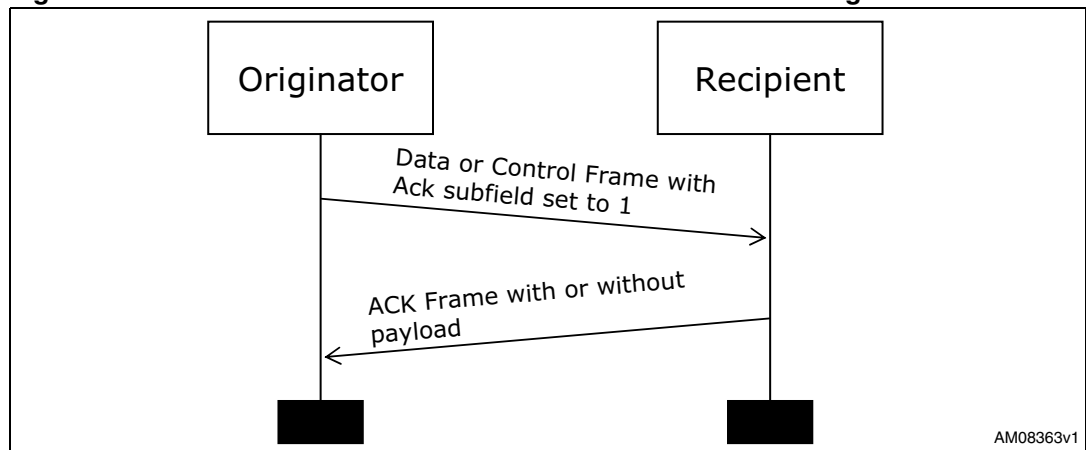 Originator
Recipient
Data or Control Frame with
Ack subfield set to 1
ACK Frame with or without
payload
AM08363v1